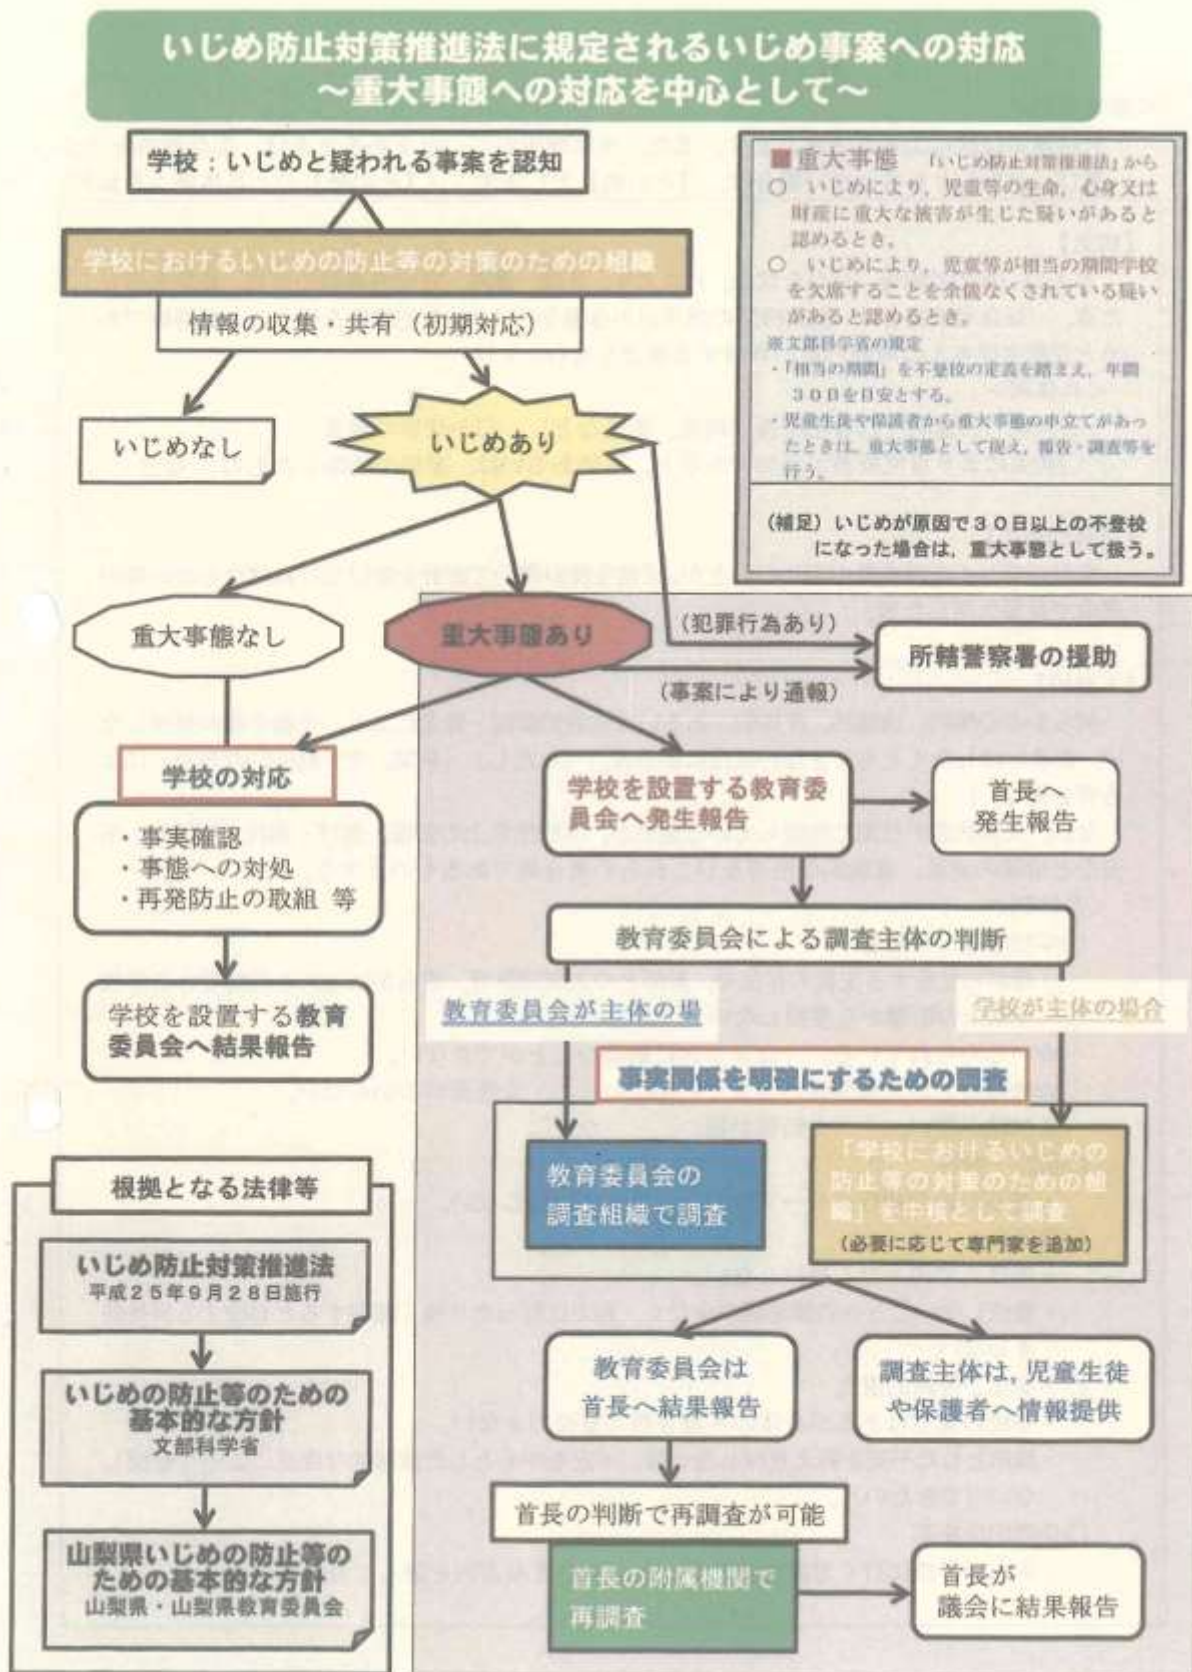 いじめ防止対策推進法に規定されるいじめ事案への対応
～重大事態への対応を中心として～
学校：いじめと疑われる事案を認知
学校におけるいじめの防止等の対策のための組織
情報の収集・共有（初期対応）
いじめなし
いじめあり
■重大事態 「いじめ防止対策推進法」から
○ いじめにより，児童等の生命，心身又は
財産に重大な被害が生じた疑いがあると
認めるとき。
○ いじめにより，児童等が相当の期間学校
を欠席することを余儀なくされている疑い
があると認めるとき。
※文部科学省の規定
・「相当の期間」を不登校の定義を踏まえ，年間
３０日を目安とする。
・児童生徒や保護者から重大事態の申立てがあっ
たときは，重大事態として捉え，報告・調査等を
行う。
（補足）いじめが原因で３０日以上の不登校
になった場合は，重大事態として扱う。
重大事態なし
重大事態あり
（犯罪行為あり）
（事案により通報）
所轄警察署の援助
学校の対応
・事実確認
・事態への対処
・再発防止の取組 等
学校を設置する教育
委員会へ結果報告
学校を設置する教育委
員会へ発生報告
首長へ
発生報告
教育委員会による調査主体の判断
教育委員会が主体の場
学校が主体の場合
事実関係を明確にするための調査
教育委員会の
調査組織で調査
「学校におけるいじめの
防止等の対策のための組
織」を中核として調査
（必要に応じて専門家を追加）
教育委員会は
首長へ結果報告
調査主体は，児童生徒
や保護者へ情報提供
首長の判断で再調査が可能
首長の附属機関で
再調査
首長が
議会に結果報告
根拠となる法律等
いじめ防止対策推進法
平成２５年９月２８日施行
いじめの防止等のための
基本的な方針
文部科学省
山梨県いじめの防止等の
ための基本的な方針
山梨県・山梨県教育委員会